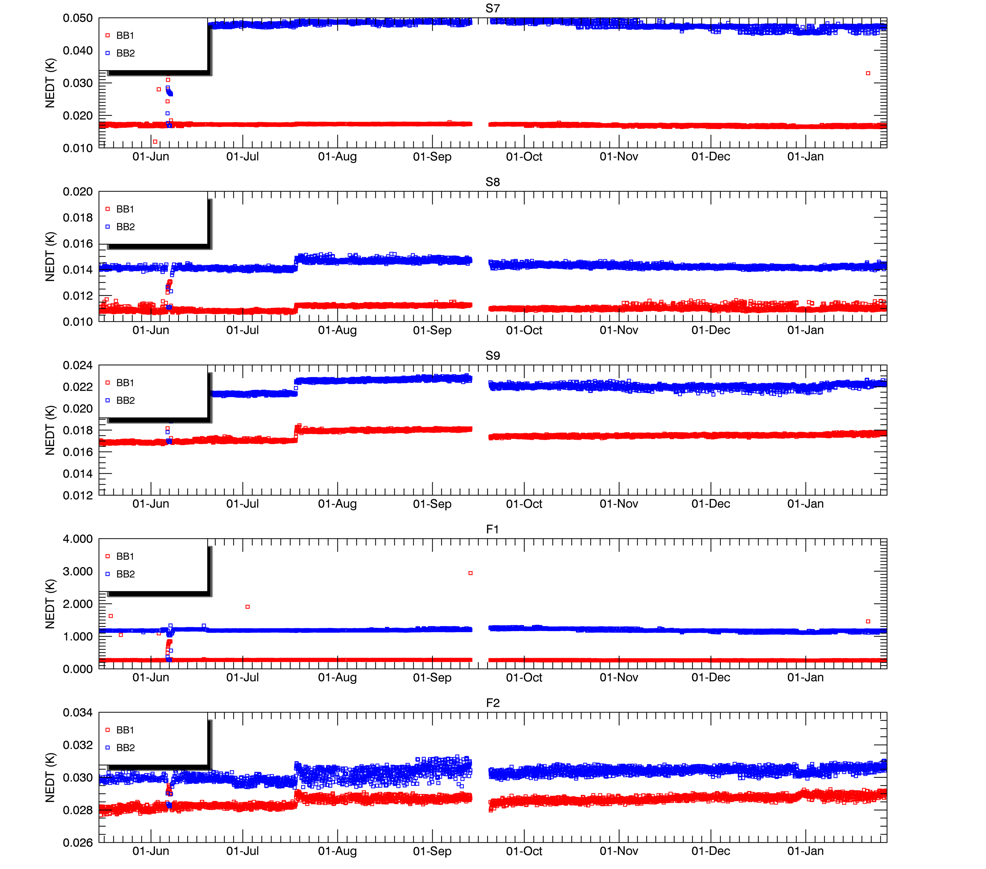 S7
NEDT (K)
0.050
0.040
0.030
0.020
0.010
BB1
BB2
01-Jun 01-Jul 01-Aug 01-Sep 01-Oct 01-Nov 01-Dec 01-Jan
S8
NEDT (K)
0.020
0.018
0.016
0.014
0.012
0.010
BB1
BB2
01-Jun 01-Jul 01-Aug 01-Sep 01-Oct 01-Nov 01-Dec 01-Jan
S9
NEDT (K)
0.024
0.022
0.020
0.018
0.016
0.014
0.012
BB1
BB2
01-Jun 01-Jul 01-Aug 01-Sep 01-Oct 01-Nov 01-Dec 01-Jan
F1
NEDT (K)
4.000
3.000
2.000
1.000
0.000
BB1
BB2
01-Jun 01-Jul 01-Aug 01-Sep 01-Oct 01-Nov 01-Dec 01-Jan
F2
NEDT (K)
0.034
0.032
0.030
0.028
0.026
BB1
BB2
01-Jun 01-Jul 01-Aug 01-Sep 01-Oct 01-Nov 01-Dec 01-Jan